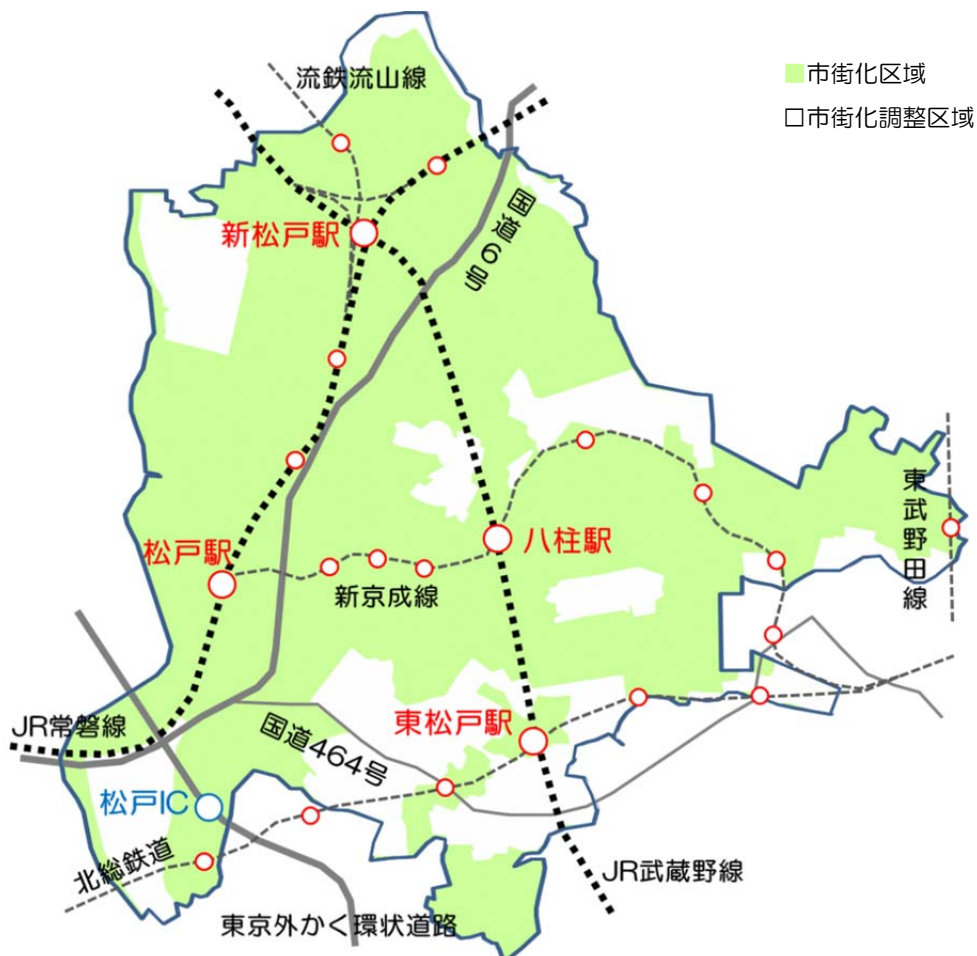 流鉄流山線
市街化区域
市街化調整区域
国道6号
新松戸駅
東武野田線
松戸駅
八柱駅
新京成線
東松戸駅
JR常磐線
国道464号
松戸IC
北総鉄道
JR武蔵野線
東京外かく環状道路